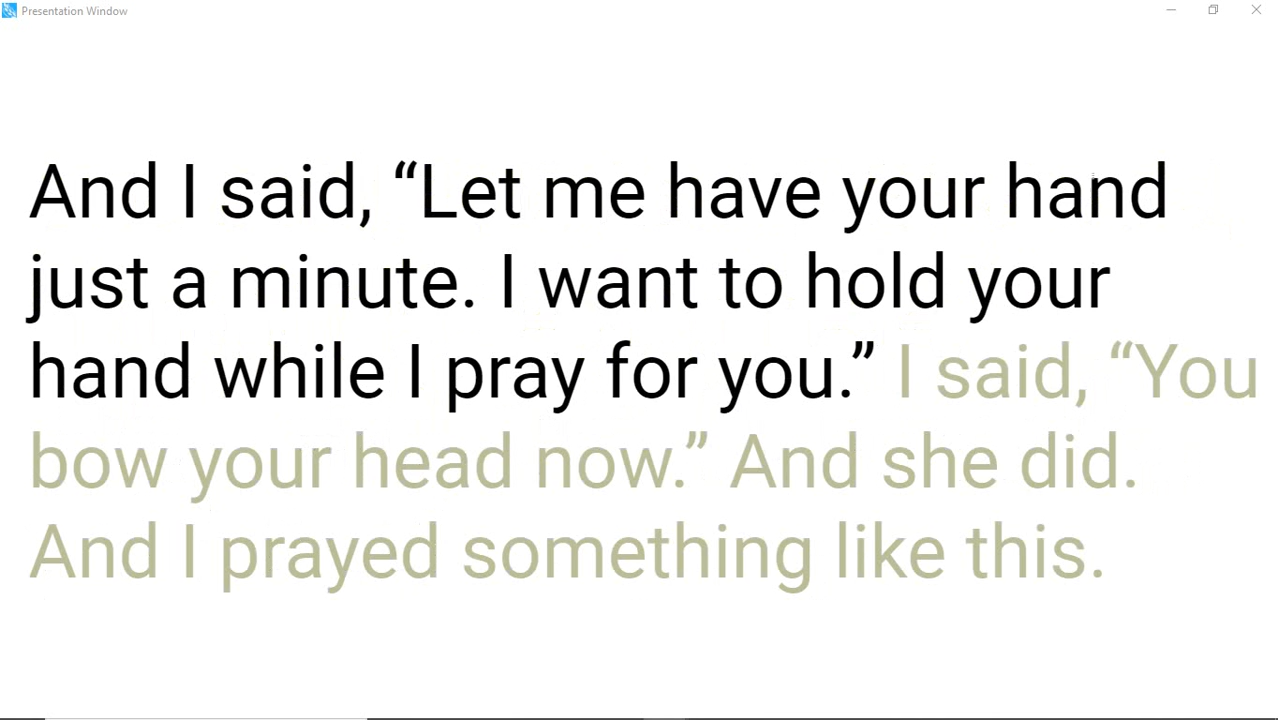 Presentation Window
And I said, “Let me have your hand
just a minute. I want to hold your
hand while I pray for you.” I said, “You
bow your head now.” And she did.
And I prayed something like this.